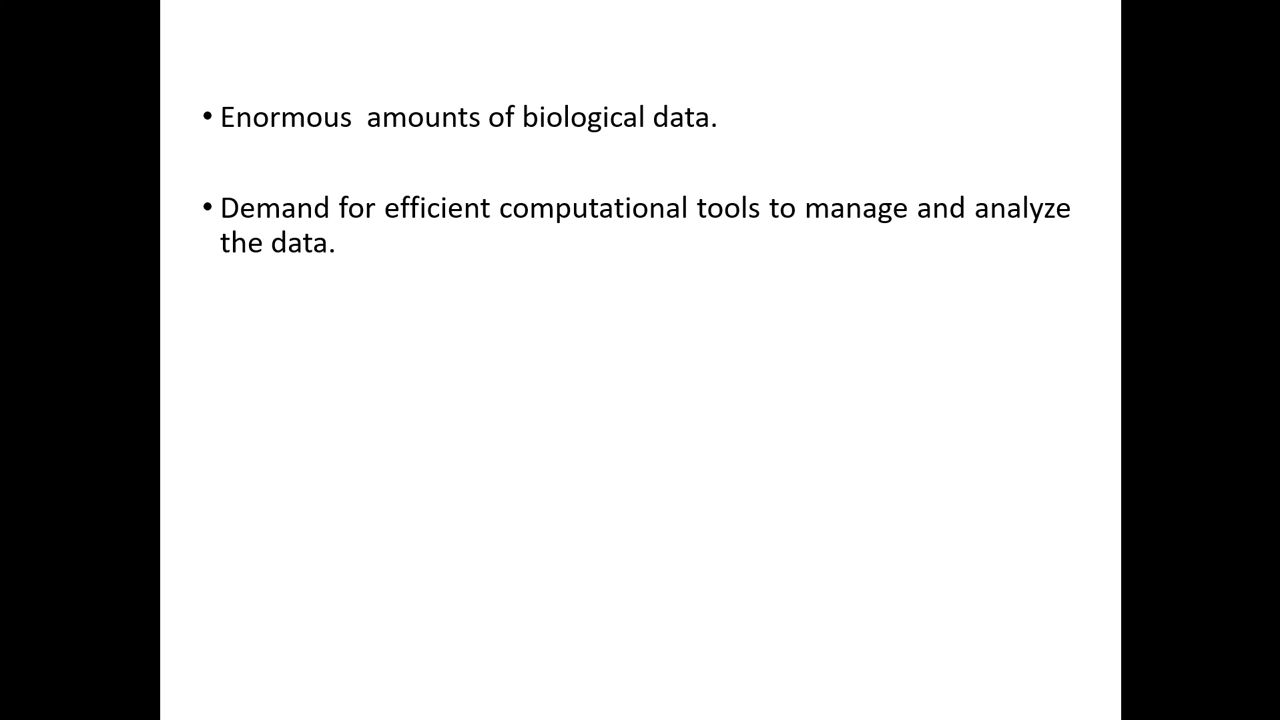 • Enormous  amounts of biological data.
• Demand for efficient computational tools to manage and analyze
the data.